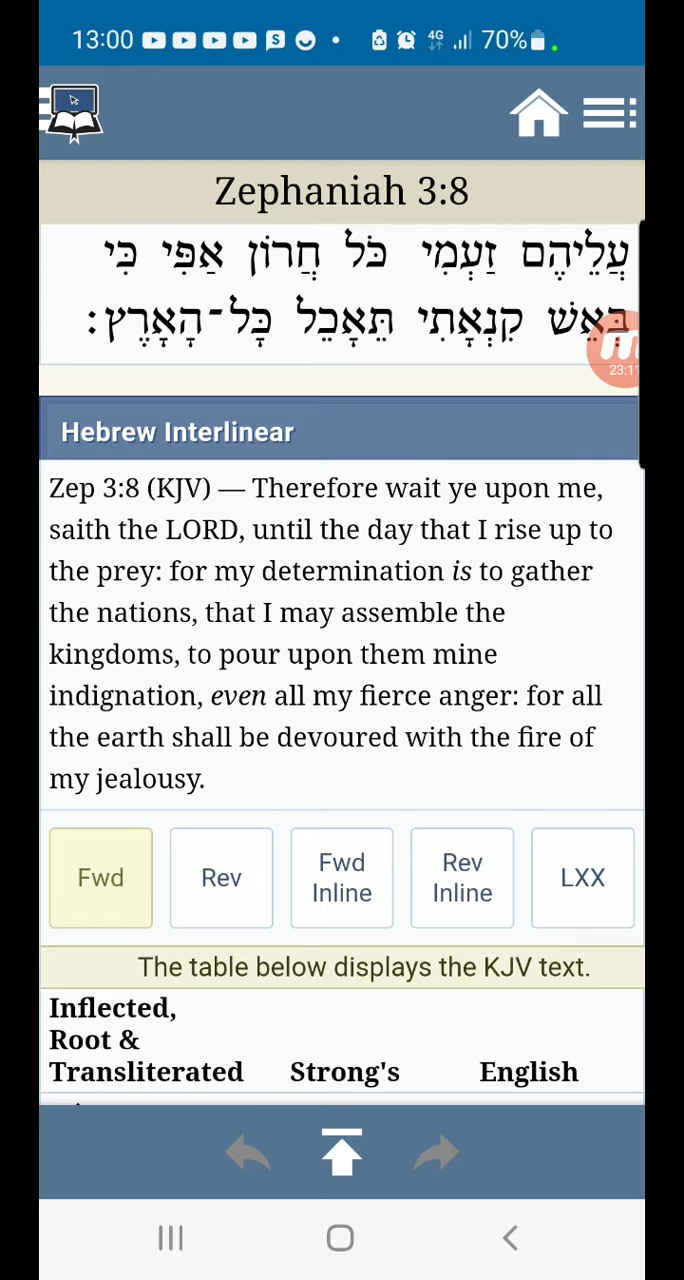 13:00 S 4G 70%
Zephaniah 3:8
עֲלֵיהֶם זַעְמִי כֹּל חֲרוֹן אַפִּי כִּי
בְּאֵשׁ קִנְאָתִי תֵּאָכֵל כָּל־הָאָרֶץ׃
23:11
Hebrew Interlinear
Zep 3:8 (KJV) — Therefore wait ye upon me,
saith the LORD, until the day that I rise up to
the prey: for my determination is to gather
the nations, that I may assemble the
kingdoms, to pour upon them mine
indignation, even all my fierce anger: for all
the earth shall be devoured with the fire of
my jealousy.
Fwd Rev Fwd Inline Rev Inline LXX
The table below displays the KJV text.
Inflected,
Root &
Transliterated Strong's English